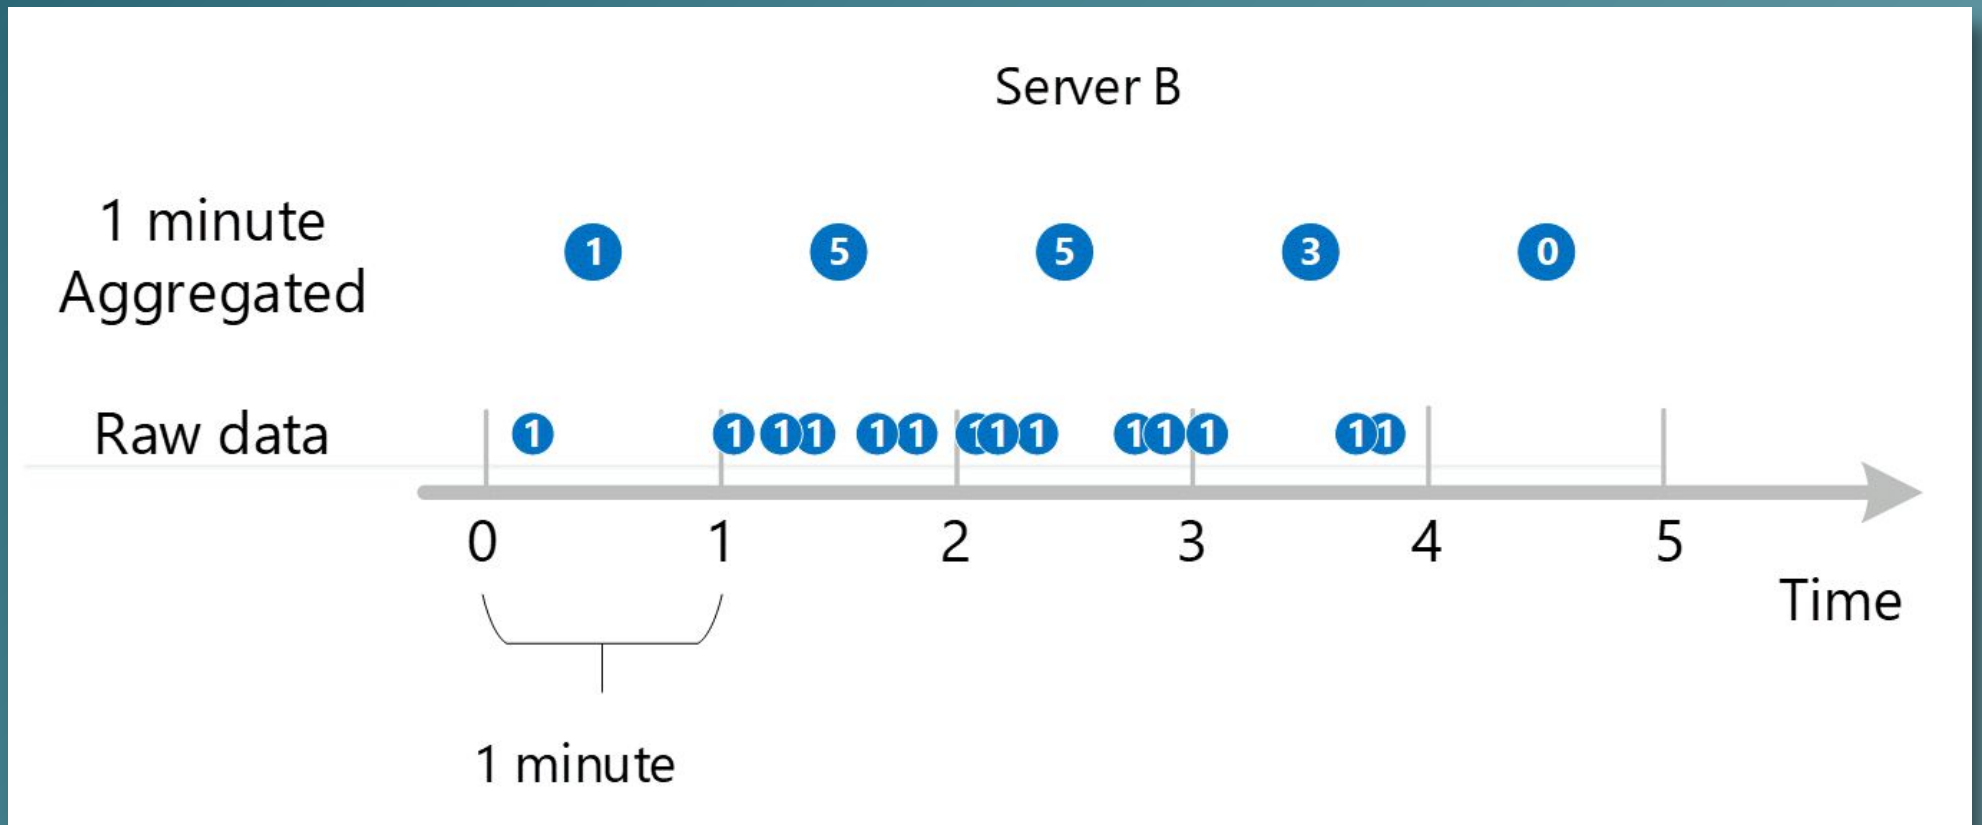 Server B
1 minute
Aggregated
1 5 5 3 0
Raw data
1 1 1 1 1 1 1 1 1 1 1 1 1 1
0 1 2 3 4 5
Time
1 minute